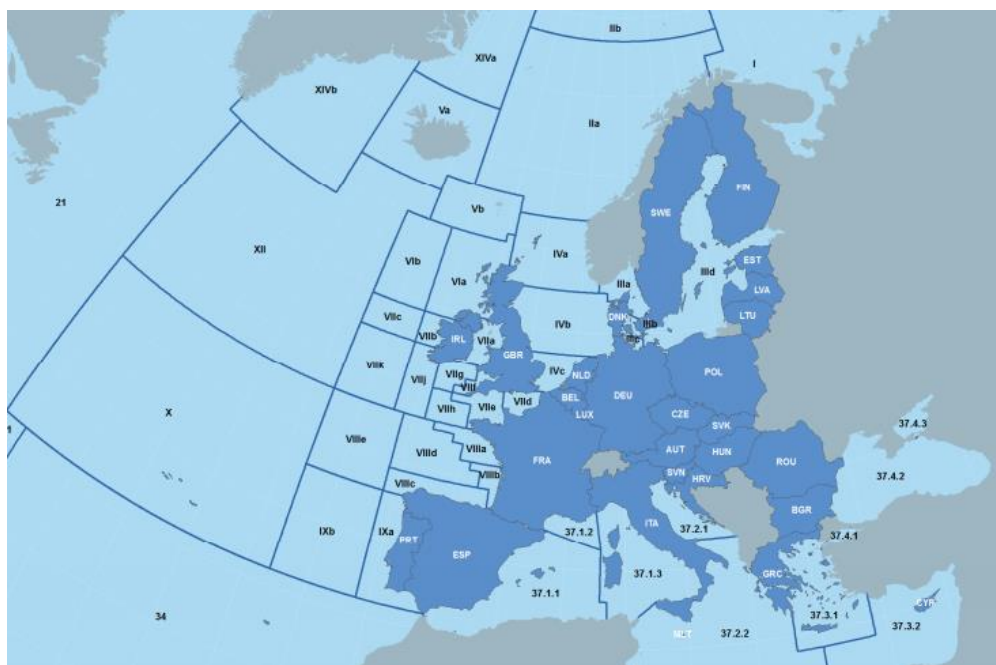 IIb
XIVa
I
XIVb
Va
IIa
FIN
21
Vb
SWE
XII
IVa
VIb
EST
IIId
VIa
IIIa
LVA
VIIc
DNK
LTU
IVb
IIIb
VIIb
IRL
VIIa
IIIc
GBR
VIIk
VIIj
VIIg
IVc
NLD
POL
VIIf
BEL
DEU
VIId
X
VIIh
VIIe
LUX
CZE
37.4.3
SVK
VIIIe
VIIId
VIIIa
AUT
HUN
FRA
ROU
VIIIb
SVN
37.4.2
VIIIc
HRV
BGR
ITA
IXb
IXa
37.1.2
37.2.1
37.4.1
PRT
ESP
37.1.3
GRC
37.1.1
CYP
34
37.3.1
37.3.2
MLT
37.2.2